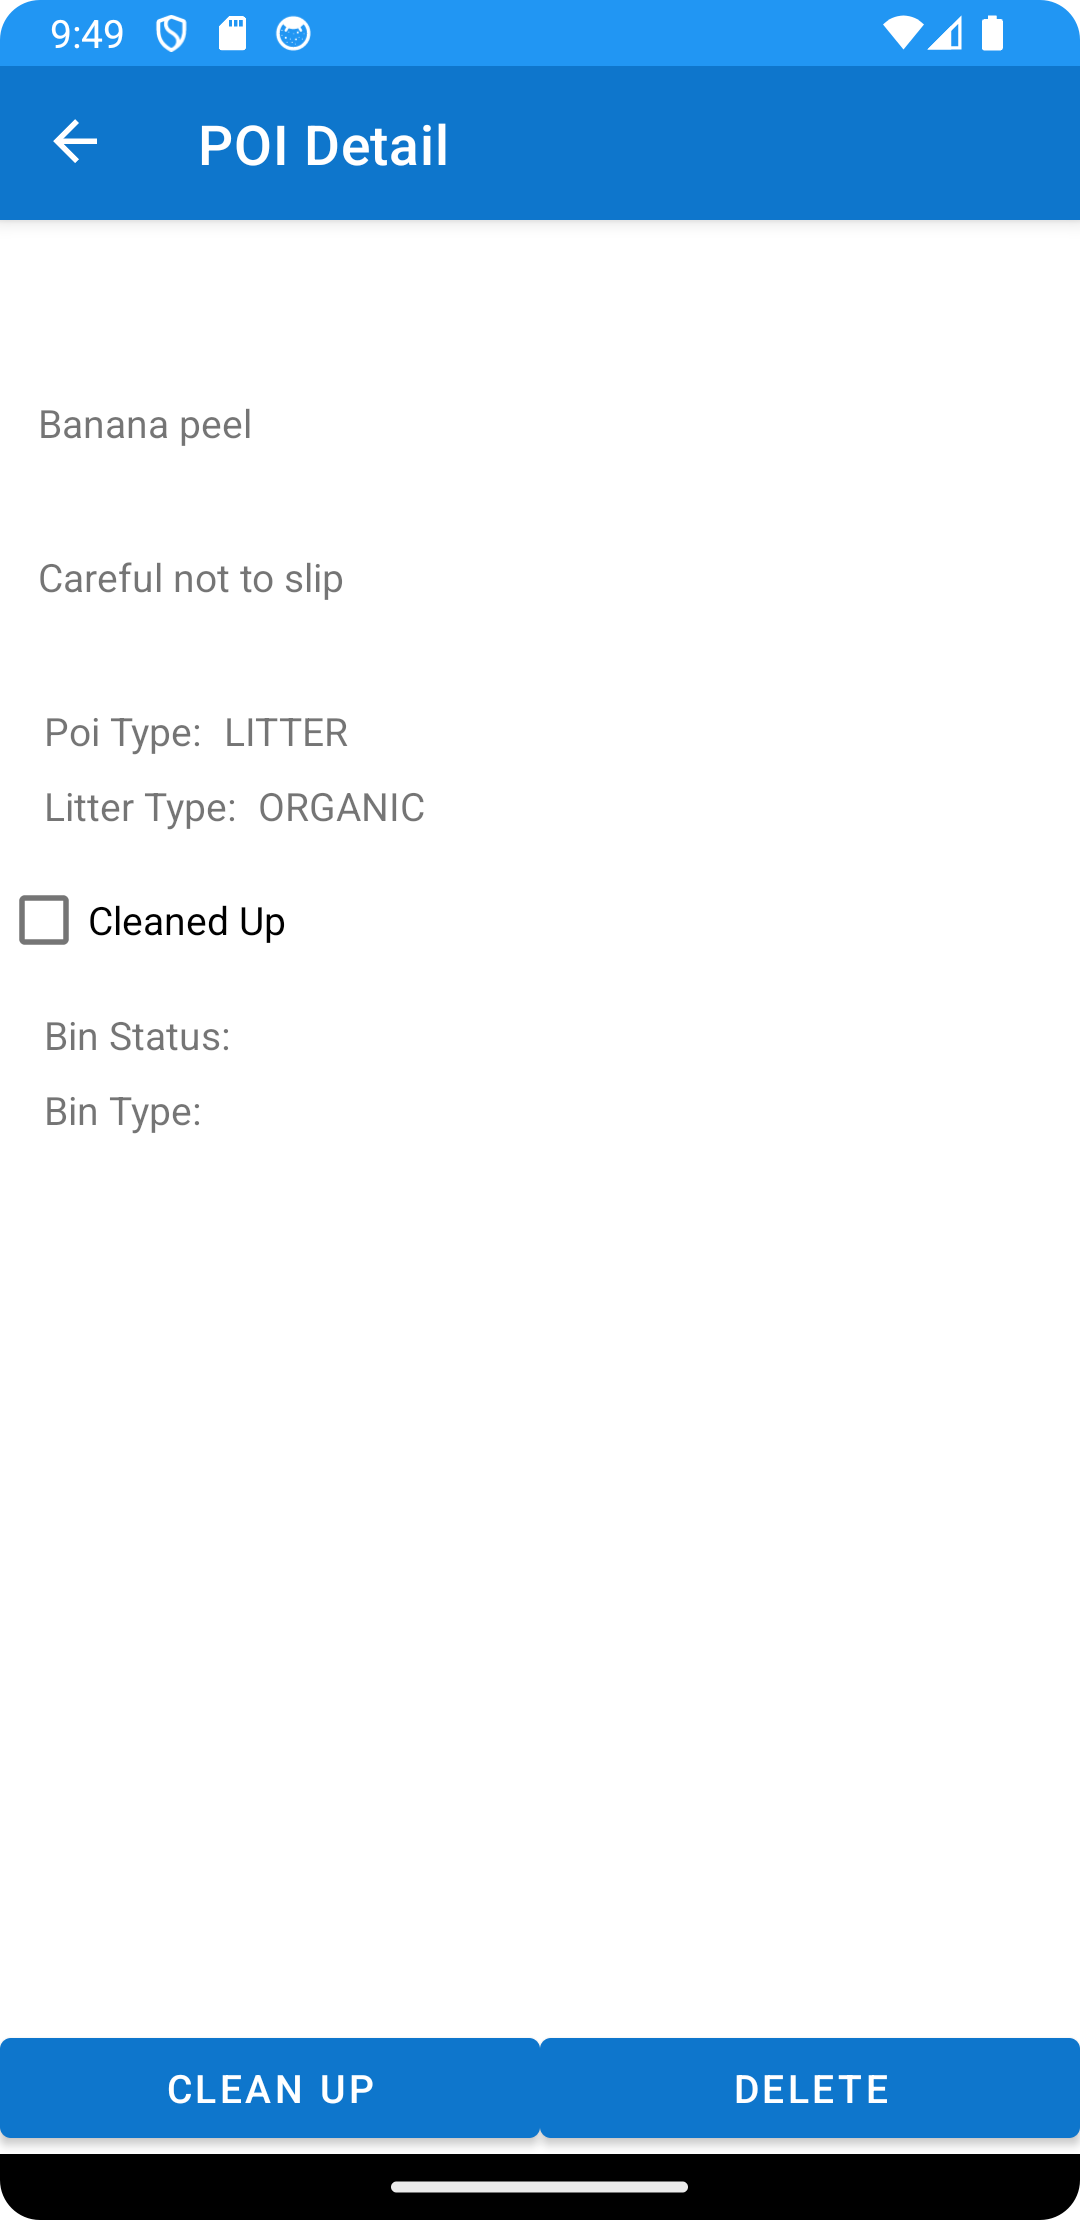 9:49
POI Detail
Banana peel
Careful not to slip
Poi Type: LITTER
Litter Type: ORGANIC
Cleaned Up
Bin Status:
Bin Type:
CLEAN UP DELETE